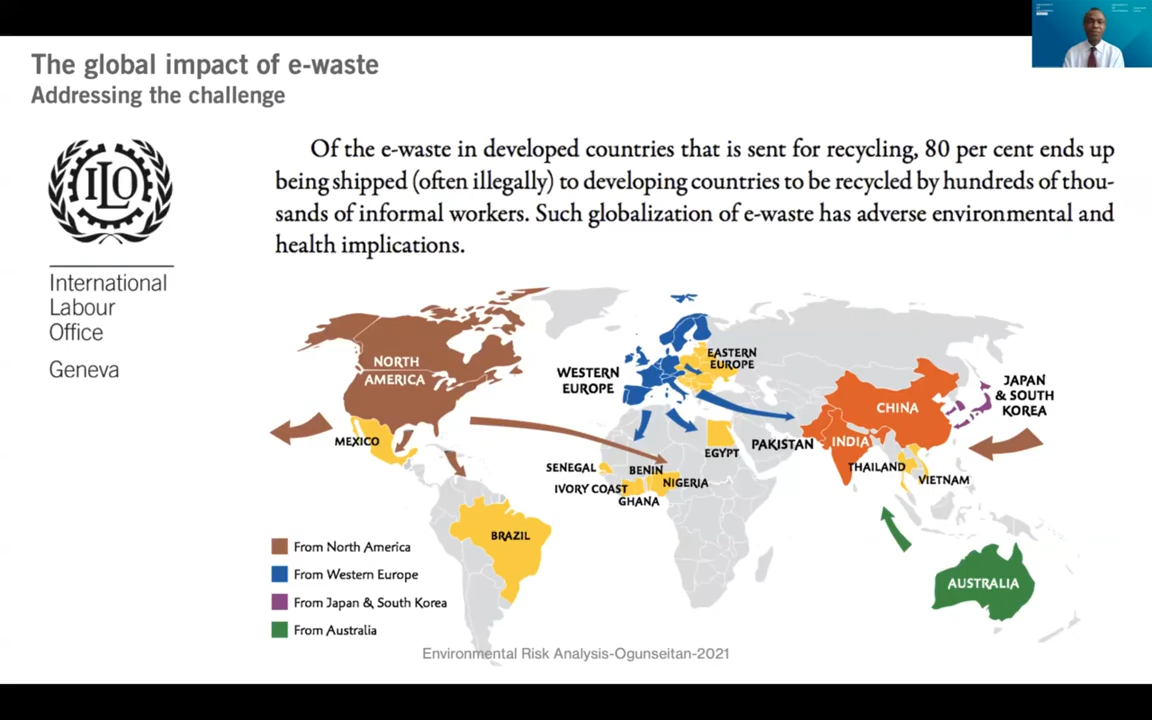 The global impact of e-waste
Addressing the challenge
ILO
International
Labour
Office
Geneva
Of the e-waste in developed countries that is sent for recycling, 80 per cent ends up
being shipped (often illegally) to developing countries to be recycled by hundreds of thou-
sands of informal workers. Such globalization of e-waste has adverse environmental and
health implications.
NORTH
AMERICA
WESTERN
EUROPE
EASTERN
EUROPE
JAPAN
& SOUTH
KOREA
CHINA
MEXICO
EGYPT
PAKISTAN
INDIA
SENEGAL
BENIN
THAILAND
IVORY COAST
NIGERIA
VIETNAM
GHANA
BRAZIL
AUSTRALIA
From North America
From Western Europe
From Japan & South Korea
From Australia
Environmental Risk Analysis-Ogunseitan-2021